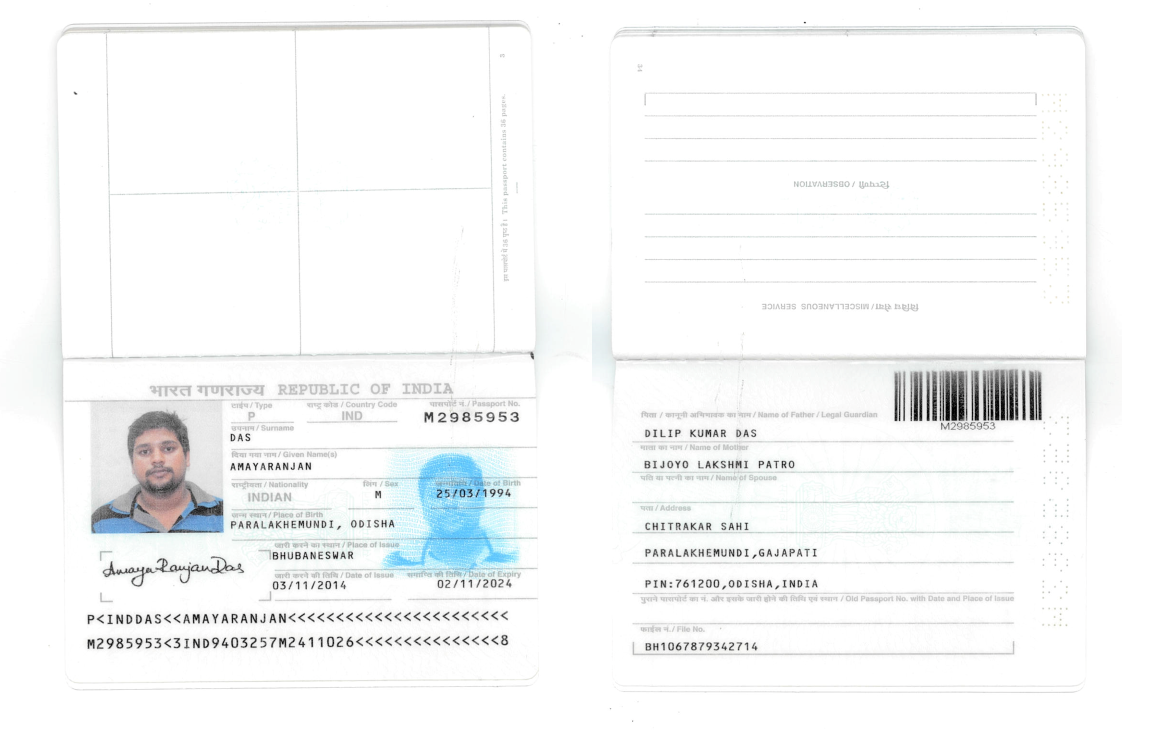 3
इस पासपोर्ट में 36 पृष्ठ हैं। This passport contains 36 pages.
भारत गणराज्य REPUBLIC OF INDIA
टाईप / Type
राष्ट्र कोड / Country Code
पासपोर्ट नं. / Passport No.
P
IND
M2985953
उपनाम / Surname
DAS
दिया गया नाम / Given Name(s)
AMAYARANJAN
राष्ट्रीयता / Nationality
लिंग / Sex
जन्मतिथि / Date of Birth
INDIAN
M
25/03/1994
जन्म स्थान / Place of Birth
PARALAKHEMUNDI, ODISHA
जारी करने का स्थान / Place of Issue
BHUBANESWAR
Amaya Ranjan Das
जारी करने की तिथि / Date of Issue
समाप्ति की तिथि / Date of Expiry
03/11/2014
02/11/2024
P<INDDAS<<AMAYARANJAN<<<<<<<<<<<<<<<<<<<<<<<
M2985953<3IND9403257M2411026<<<<<<<<<<<<<<<8
34
टिप्पणी / OBSERVATION
विविध सेवा / MISCELLANEOUS SERVICE
M2985953
पिता / कानूनी अभिभावक का नाम / Name of Father / Legal Guardian
DILIP KUMAR DAS
माता का नाम / Name of Mother
BIJOYO LAKSHMI PATRO
पति या पत्नी का नाम / Name of Spouse
पता / Address
CHITRAKAR SAHI
PARALAKHEMUNDI,GAJAPATI
PIN:761200,ODISHA,INDIA
पुराने पासपोर्ट का नं. और इसके जारी होने की तिथि एवं स्थान / Old Passport No. with Date and Place of Issue
फाईल नं. / File No.
BH1067879342714